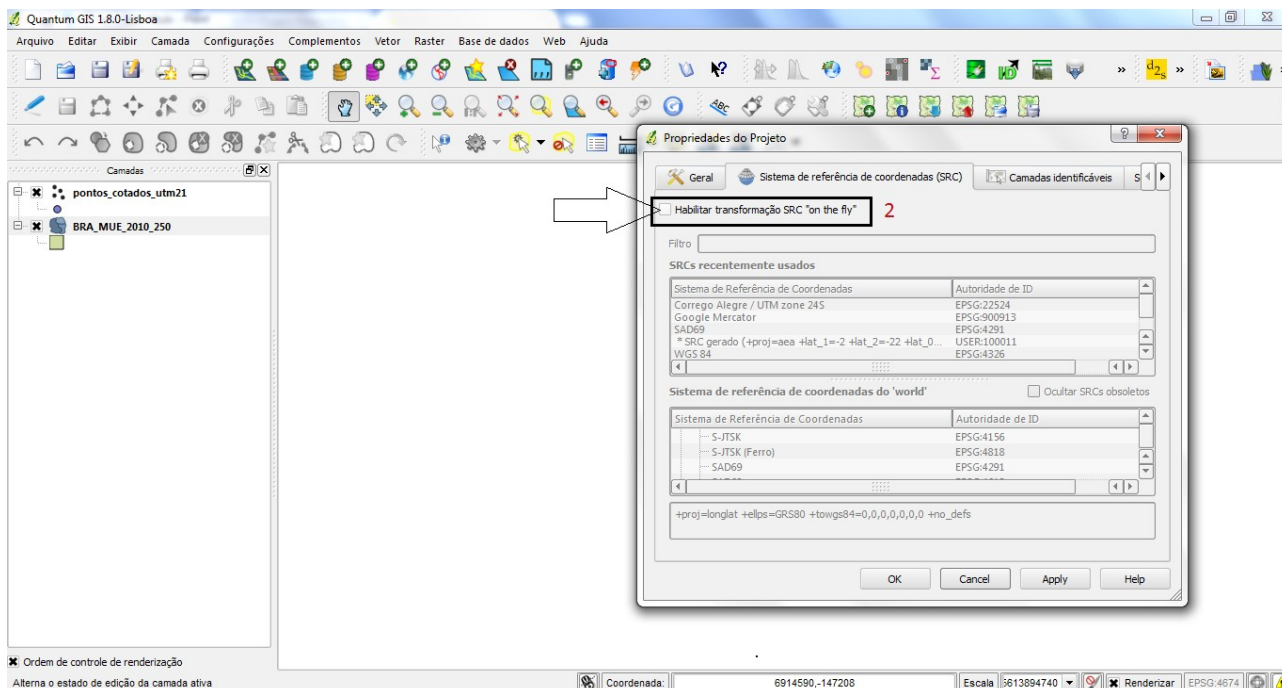 Quantum GIS 1.8.0-Lisboa
Arquivo Editar Exibir Camada Configurações Complementos Vetor Raster Base de dados Web Ajuda
Camadas
pontos_cotados_utm21
BRA_MUE_2010_250
Propriedades do Projeto
Geral Sistema de referência de coordenadas (SRC) Camadas identificáveis S
Habilitar transformação SRC "on the fly" 2
Filtro
SRCs recentemente usados
Sistema de Referência de Coordenadas Autoridade de ID
Corrego Alegre / UTM zone 24S EPSG:22524
Google Mercator EPSG:900913
SAD69 EPSG:4291
* SRC gerado (+proj=aea +lat_1=-2 +lat_2=-22 +lat_0... USER:100011
WGS 84 EPSG:4326
Sistema de referência de coordenadas do 'world' Ocultar SRCs obsoletos
Sistema de Referência de Coordenadas Autoridade de ID
S-JTSK EPSG:4156
S-JTSK (Ferro) EPSG:4818
SAD69 EPSG:4291
+proj=longlat +ellps=GRS80 +towgs84=0,0,0,0,0,0,0 +no_defs
OK Cancel Apply Help
Ordem de controle de renderização
Alterna o estado de edição da camada ativa Coordenada: 6914590,-147208 Escala Renderizar EPSG:4674